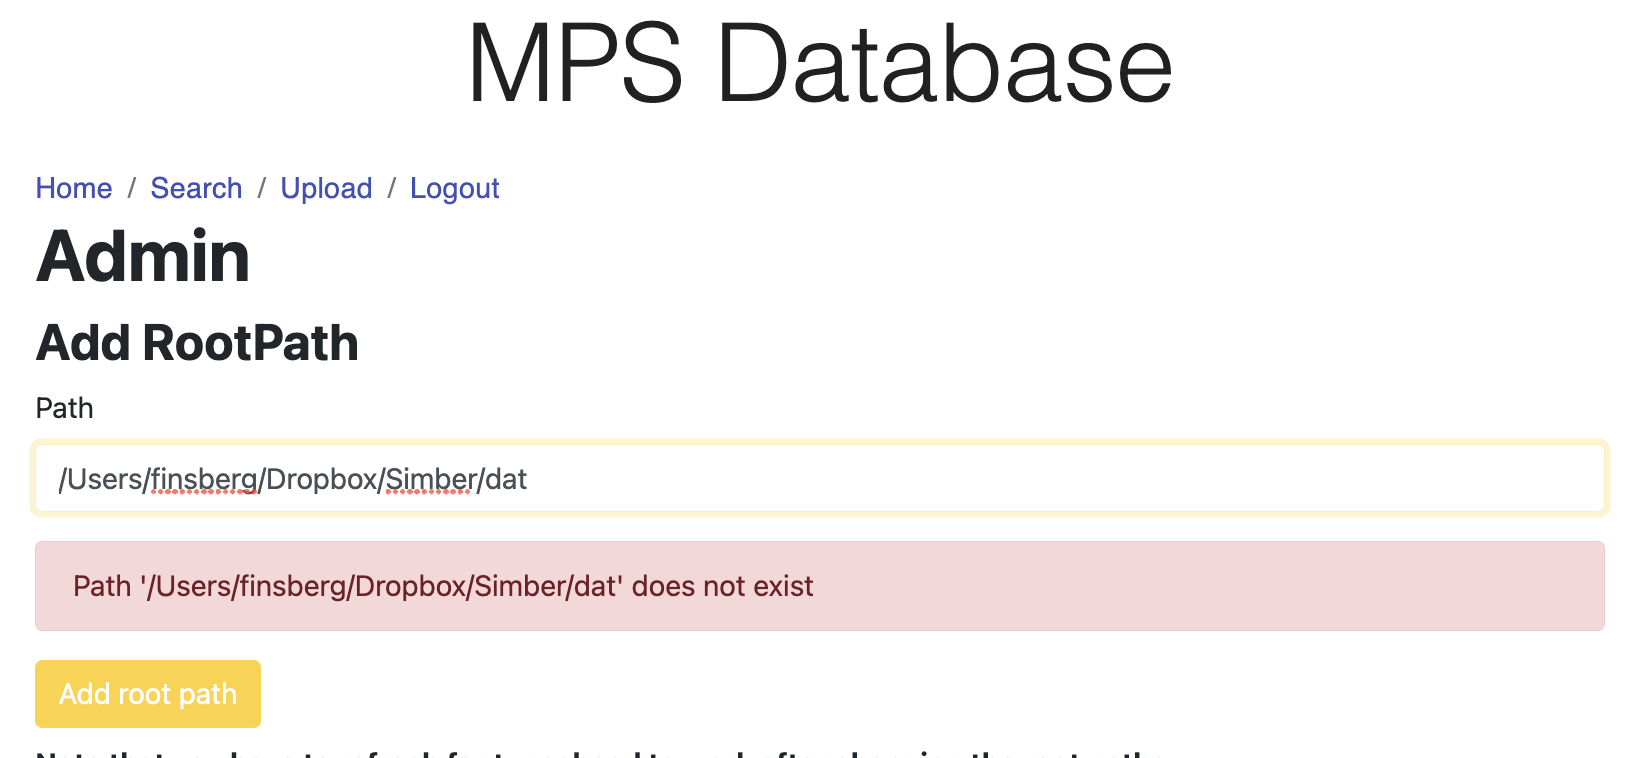 MPS Database
Home / Search / Upload / Logout
Admin
Add RootPath
Path
/Users/finsberg/Dropbox/Simber/dat
Path '/Users/finsberg/Dropbox/Simber/dat' does not exist
Add root path